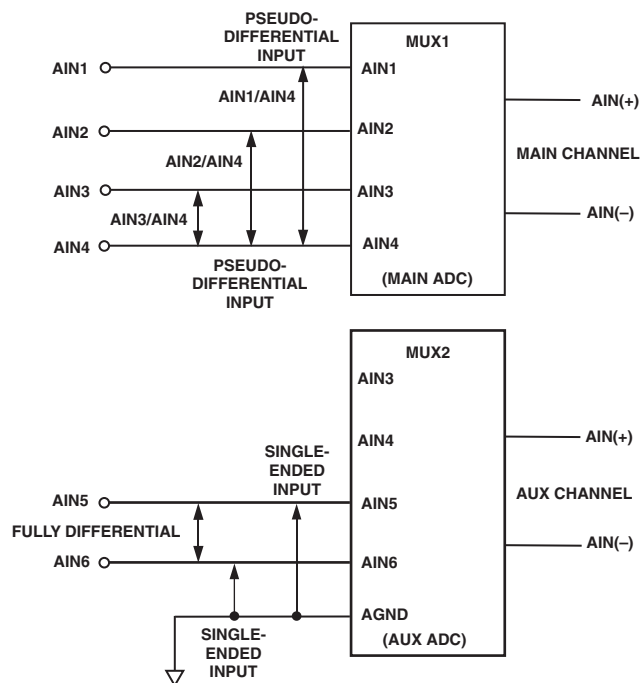 PSEUDO-
DIFFERENTIAL
INPUT
MUX1
AIN1
AIN1
AIN1/AIN4
AIN(+)
AIN2
AIN2
AIN2/AIN4
MAIN CHANNEL
AIN3
AIN3
AIN3/AIN4
AIN(–)
AIN4
AIN4
PSEUDO-
DIFFERENTIAL
INPUT
(MAIN ADC)
MUX2
AIN3
AIN4
AIN(+)
SINGLE-
ENDED
INPUT
AIN5
AIN5
AUX CHANNEL
FULLY DIFFERENTIAL
AIN(–)
AIN6
AIN6
AGND
SINGLE-
ENDED
INPUT
(AUX ADC)